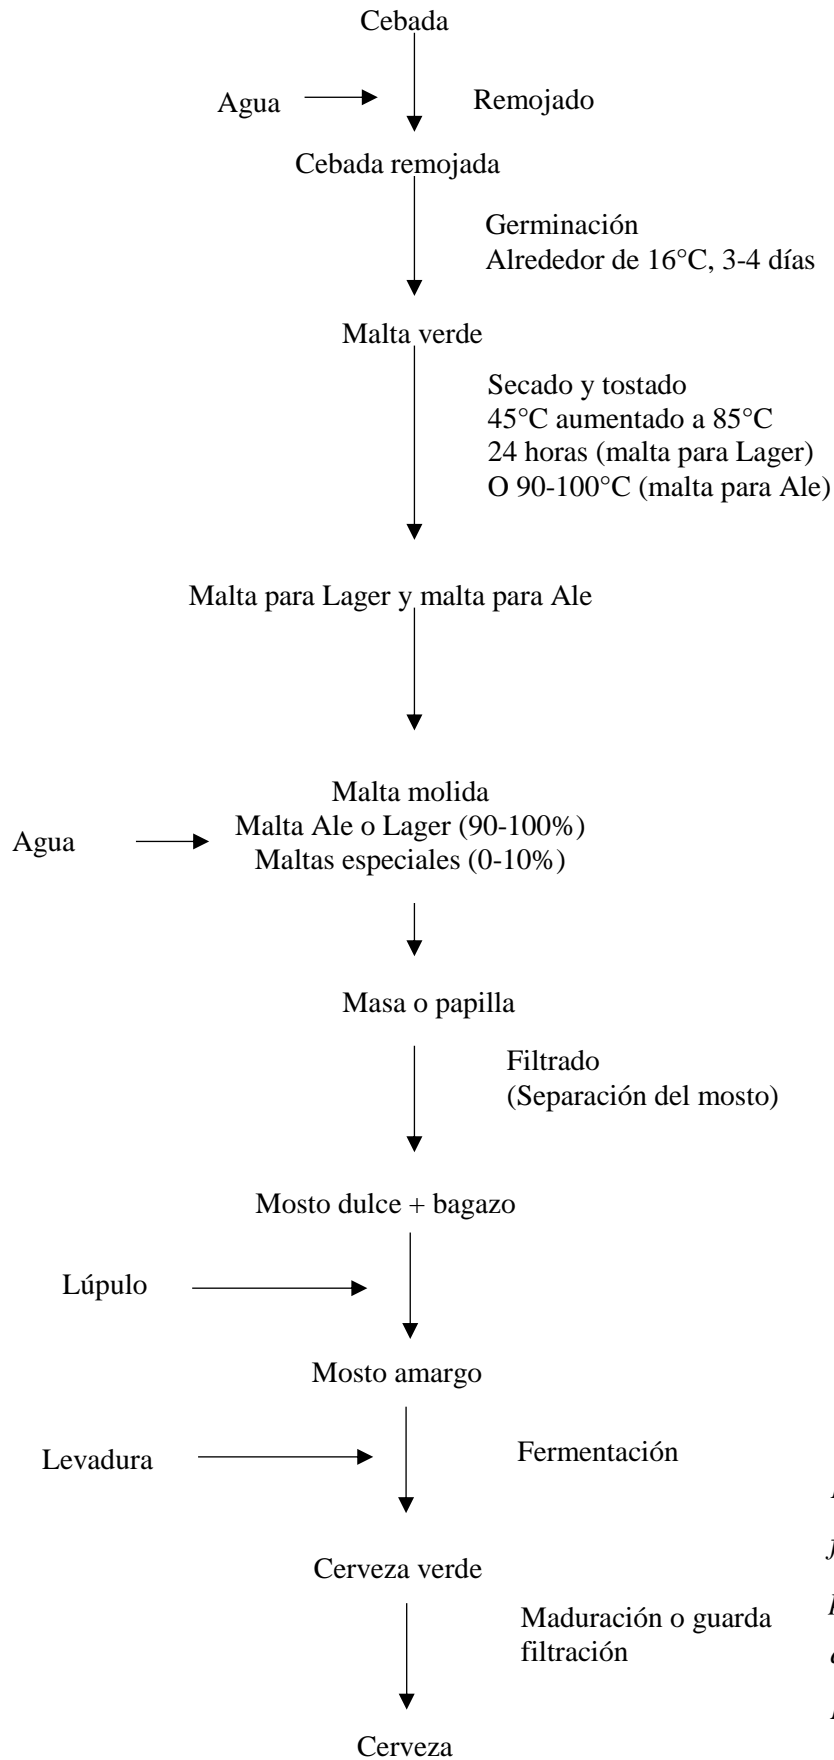 Cebada
Agua
Remojado
Cebada remojada
Germinación
Alrededor de 16°C, 3-4 días
Malta verde
Secado y tostado
45°C aumentado a 85°C
24 horas (malta para Lager)
O 90-100°C (malta para Ale)
Malta para Lager y malta para Ale
Malta molida
Agua
Malta Ale o Lager (90-100%)
Maltas especiales (0-10%)
Masa o papilla
Filtrado
(Separación del mosto)
Mosto dulce + bagazo
Lúpulo
Mosto amargo
Levadura
Fermentación
Cerveza verde
Maduración o guarda
filtración
Cerveza